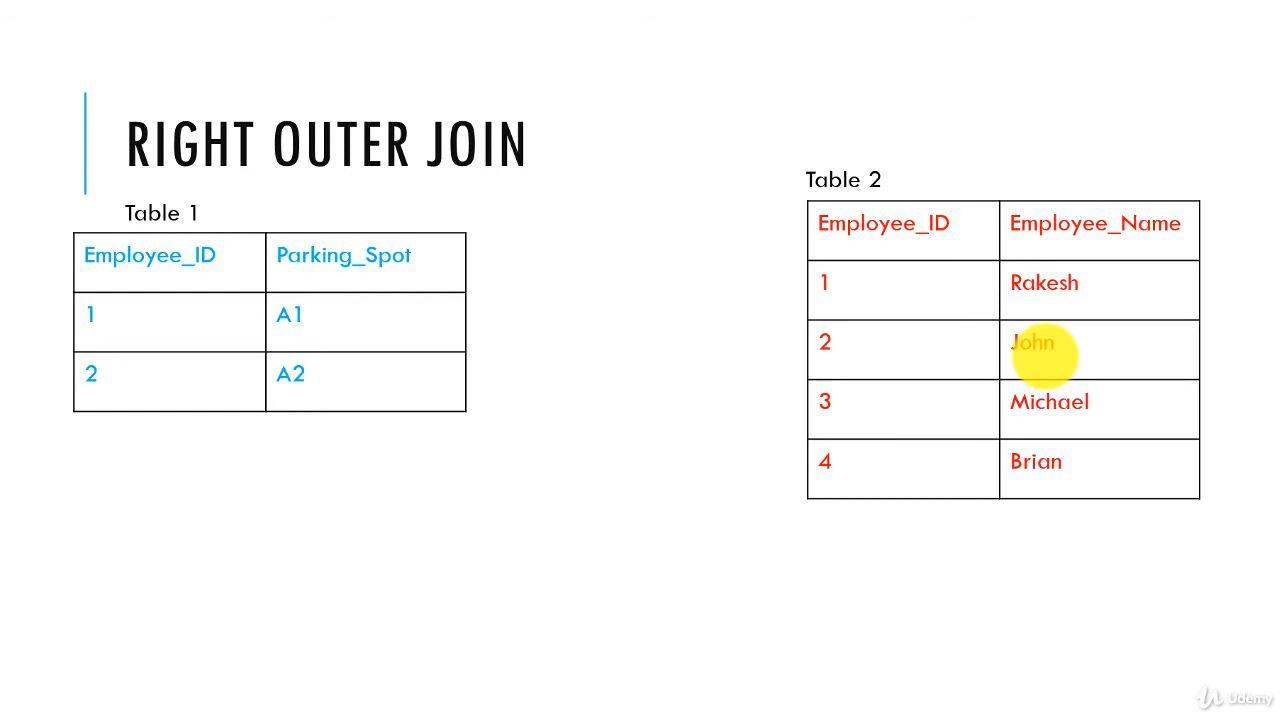 RIGHT OUTER JOIN
Table 1
Employee_ID Parking_Spot
1 A1
2 A2
Table 2
Employee_ID Employee_Name
1 Rakesh
2 John
3 Michael
4 Brian
Udemy